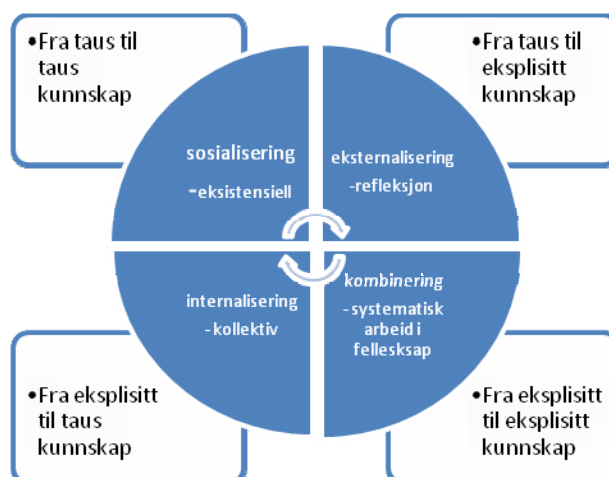 •Fra taus til
taus
kunnskap
•Fra taus til
eksplisitt
kunnskap
sosialisering
-eksistensiell
eksternalisering
-refleksjon
internalisering
-kollektiv
kombinering
-systematisk
arbeid i
felleksap
•Fra eksplisitt
til taus
kunnskap
•Fra eksplisitt
til eksplisitt
kunnskap